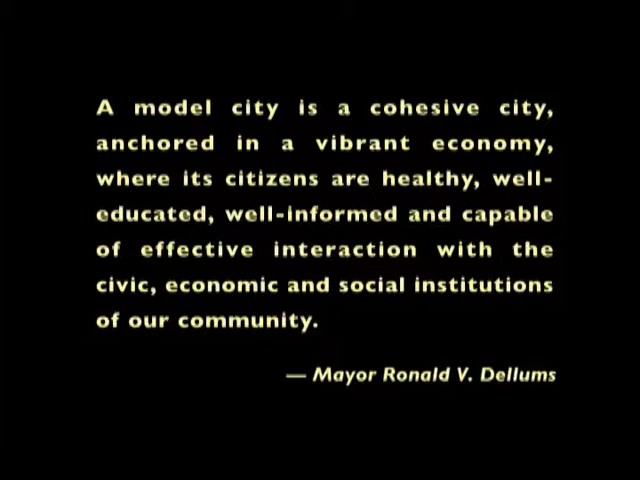 A model city is a cohesive city,
anchored in a vibrant economy,
where its citizens are healthy, well-
educated, well-informed and capable
of effective interaction with the
civic, economic and social institutions
of our community.
— Mayor Ronald V. Dellums